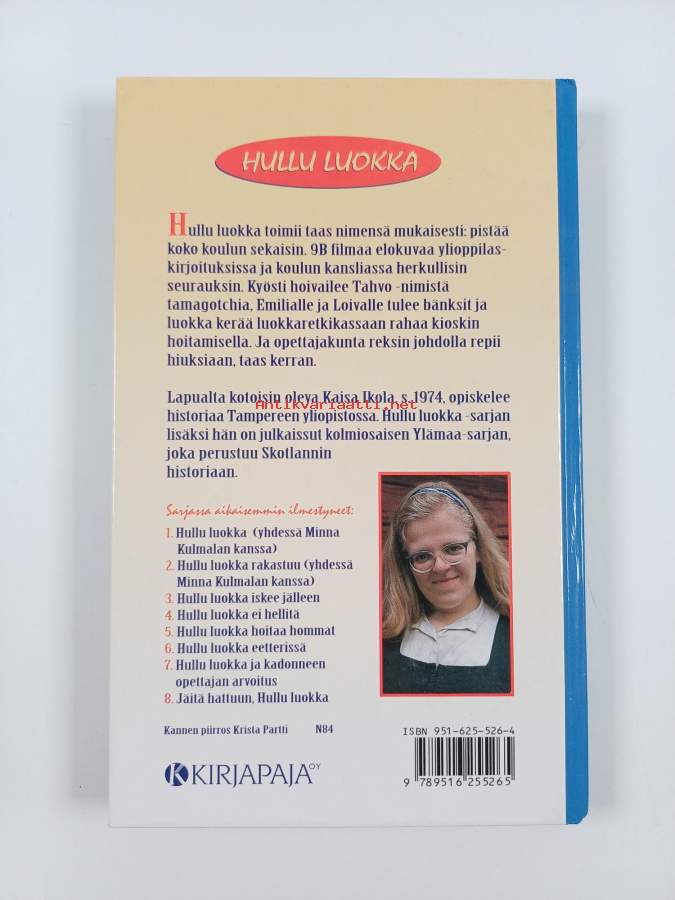 HULLU LUOKKA
Hullu luokka toimii taas nimensä mukaisesti: pistää
koko koulun sekaisin. 9B filmaa elokuvaa ylioppilas-
kirjoituksissa ja koulun kansliassa herkullisin
seurauksin. Kyösti hoivailee Tahvo -nimistä
tamagotchia, Emilialle ja Loivalle tulee bänksit ja
luokka kerää luokkaretkikassaan rahaa kioskin
hoitamisella. Ja opettajakunta reksin johdolla repii
hiuksiaan, taas kerran.
Lapualta kotoisin oleva Kaisa Ikola, s. 1974, opiskelee
Antikvariaatti.net
historiaa Tampereen yliopistossa. Hullu luokka -sarjan
lisäksi hän on julkaissut kolmiosaisen Ylämaa-sarjan,
joka perustuu Skotlannin
historiaan.
Sarjassa aikaisemmin ilmestyneet:
1. Hullu luokka (yhdessä Minna
Kulmalan kanssa)
2. Hullu luokka rakastuu (yhdessä
Minna Kulmalan kanssa)
3. Hullu luokka iskee jälleen
4. Hullu luokka ei hellitä
5. Hullu luokka hoitaa hommat
6. Hullu luokka eetterissä
7. Hullu luokka ja kadonneen
opettajan arvoitus
8. Jäitä hattuun, Hullu luokka
Kannen piirros Krista Partti N84
KIRJAPAJA OY
ISBN 951-625-526-4
9 789516 255265